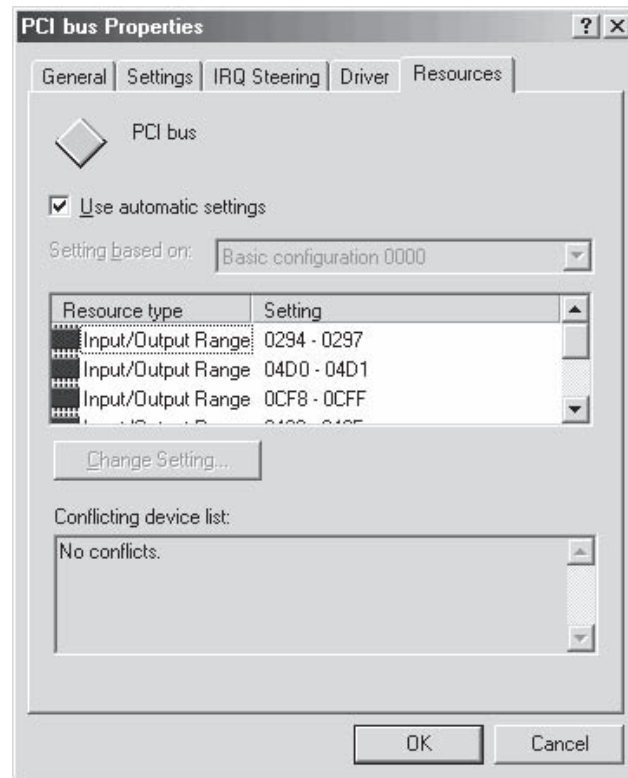 PCI bus Properties
General Settings IRQ Steering Driver Resources
PCI bus
Use automatic settings
Setting based on: Basic configuration 0000
Resource type Setting
Input/Output Range 0294 - 0297
Input/Output Range 04D0 - 04D1
Input/Output Range 0CF8 - 0CFF
Change Setting...
Conflicting device list:
No conflicts.
OK Cancel